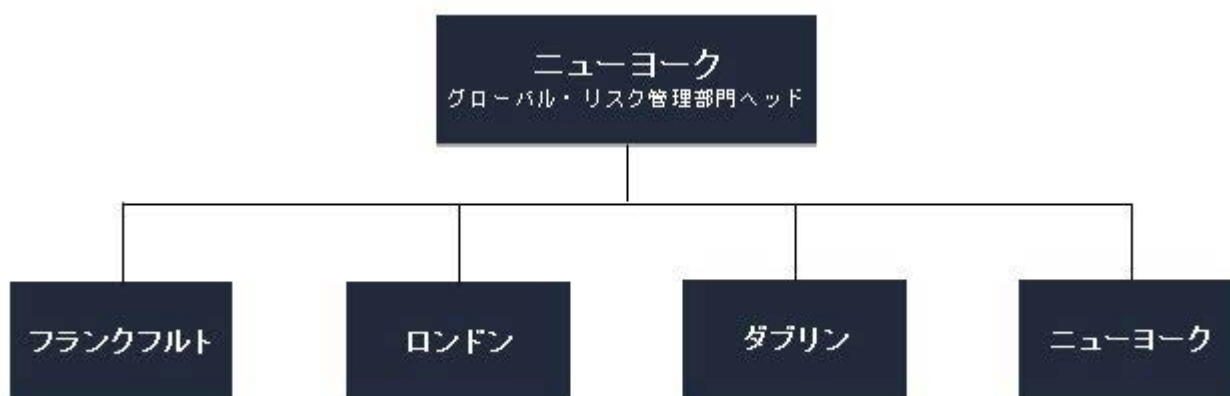 ニューヨーク
グローバル・リスク管理部門ヘッド
フランクフルト
ロンドン
ダブリン
ニューヨーク